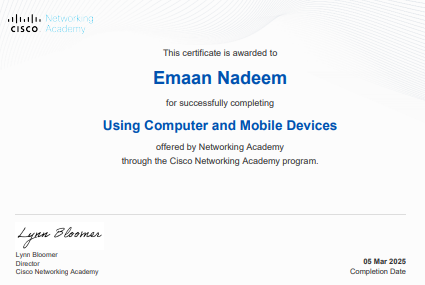 Networking
Academy
CISCO
This certificate is awarded to
Emaan Nadeem
for successfully completing
Using Computer and Mobile Devices
offered by Networking Academy
through the Cisco Networking Academy program.
Lynn Bloomer
Lynn Bloomer
Director
Cisco Networking Academy
05 Mar 2025
Completion Date